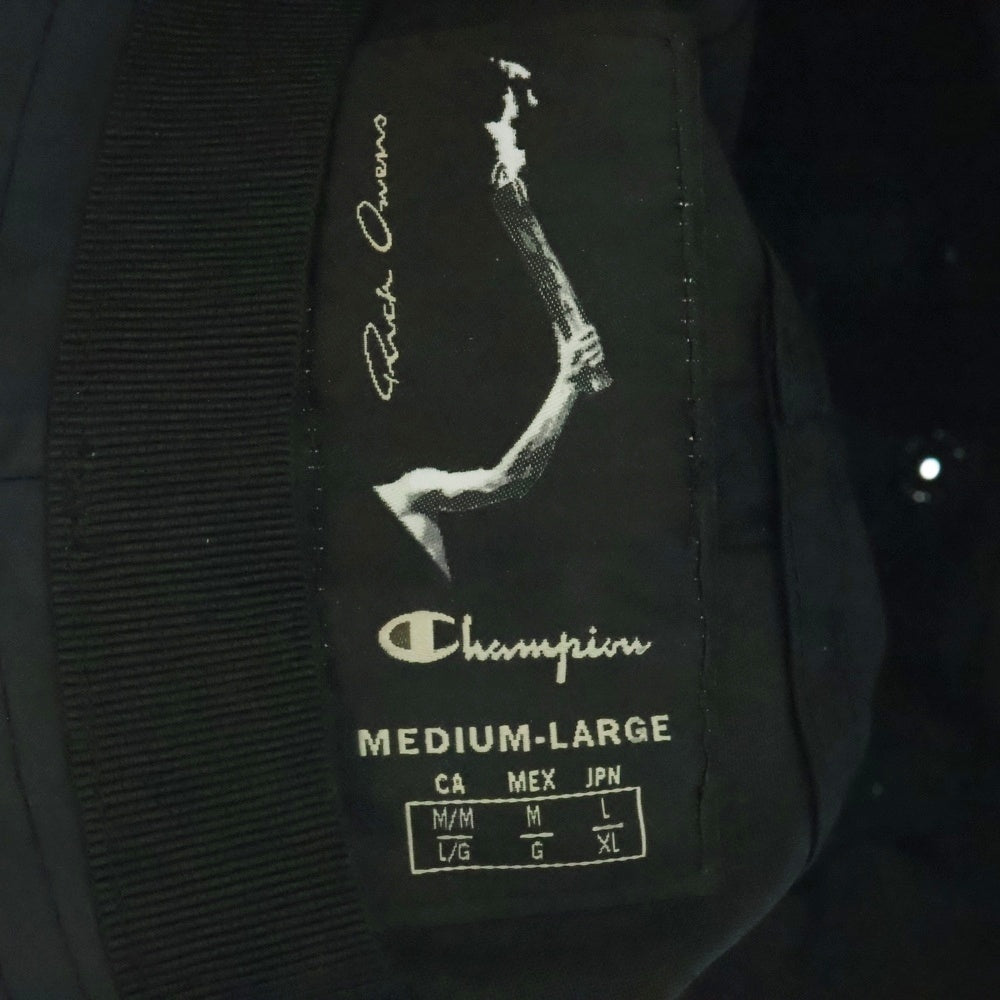 Rick Owens
Champion
MEDIUM-LARGE
CA MEX JPN
M/M M L
L/G G XL